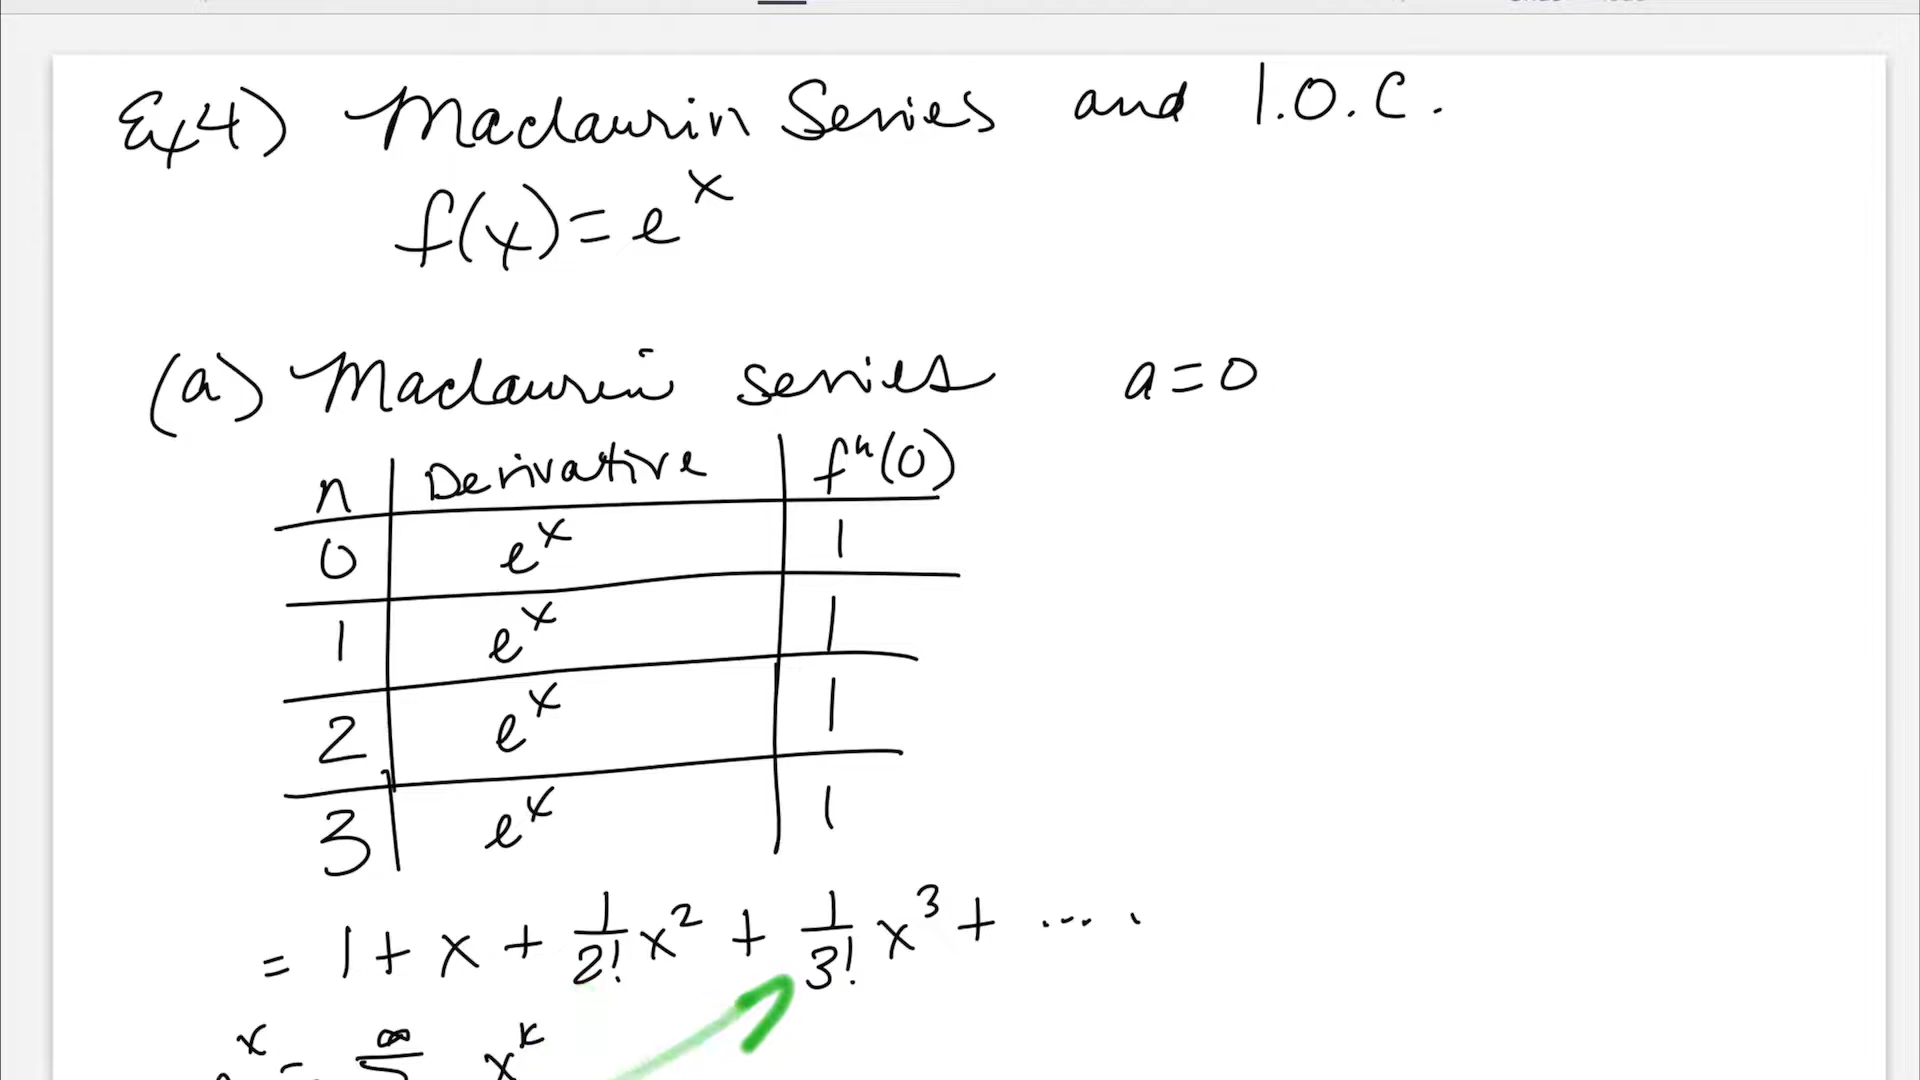 Ex4) Maclaurin Series and I.O.C.
f(x) = e^x
(a) Maclaurin series a=0
n Derivative f^n(0)
0 e^x 1
1 e^x 1
2 e^x 1
3 e^x 1
= 1 + x + 1/2! x^2 + 1/3! x^3 + ....
x = ∞ x^k